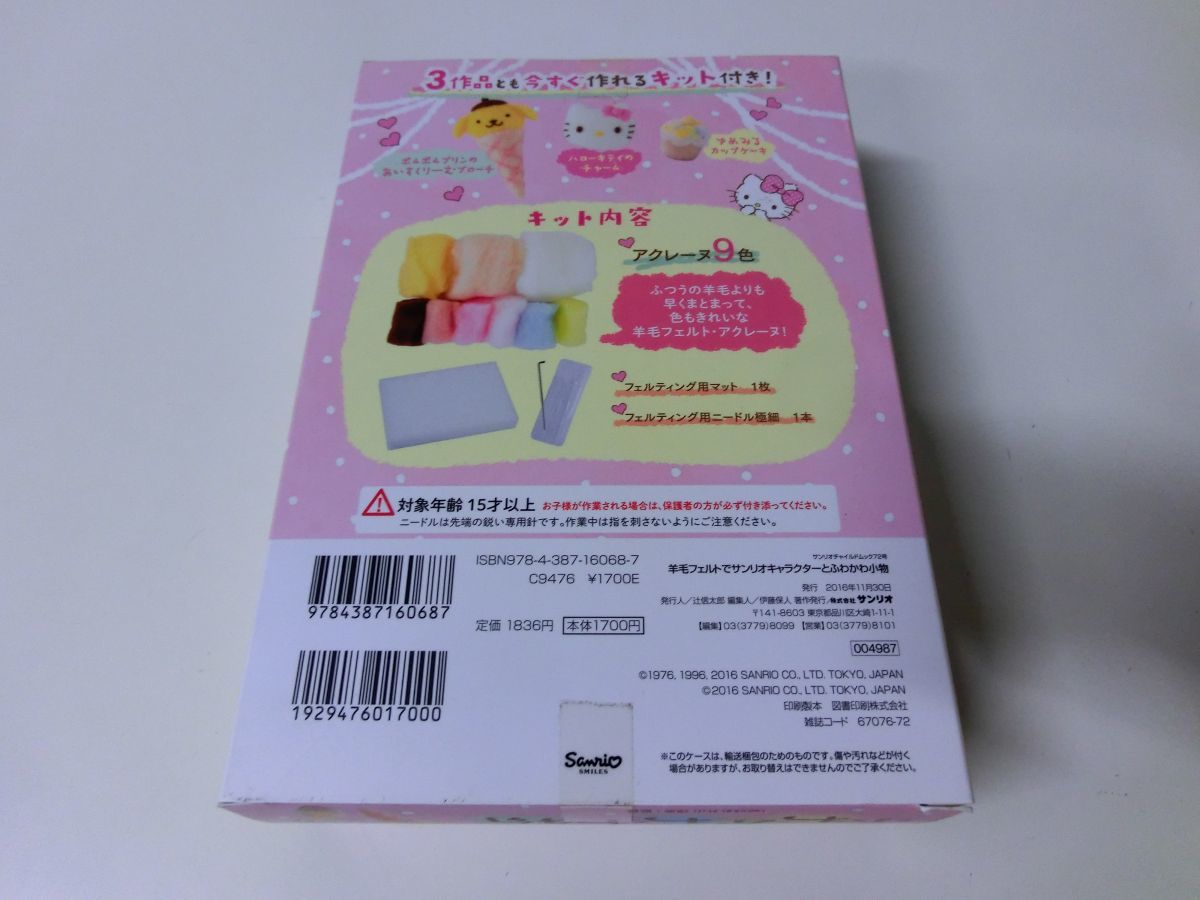 3作品とも今すぐ作れるキット付き!
ポムポムプリンの
あいすくりーむ・ブローチ
ハローキティの
チャーム
ゆめみる
カップケーキ
キット内容
アクレーヌ9色
ふつうの羊毛よりも
早くまとまって、
色もきれいな
羊毛フェルト・アクレーヌ!
フェルティング用マット 1枚
フェルティング用ニードル極細 1本
対象年齢 15才以上 お子様が作業される場合は、保護者の方が必ず付き添ってください。
ニードルは先端の鋭い専用針です。作業中は指を刺さないようにご注意ください。
9784387160687
1929476017000
ISBN978-4-387-16068-7
C9476 ¥1700E
定価 1836円 本体1700円
サンリオチャイルドムック72号
羊毛フェルトでサンリオキャラクターとふわかわ小物
発行 2016年11月30日
発行人/辻信太郎 編集人/伊藤保人 著作発行/株式会社サンリオ
〒141-8603 東京都品川区大崎1-11-1
【編集】03(3779)8099 【営業】03(3779)8101
004987
©1976, 1996, 2016 SANRIO CO., LTD. TOKYO, JAPAN
©2016 SANRIO CO., LTD. TOKYO, JAPAN
印刷製本 図書印刷株式会社
雑誌コード 67076-72
※このケースは、輸送梱包のためのものです。傷や汚れなどが付く
場合がありますが、お取り替えはできませんのでご了承ください。
Sanrio
SMILES